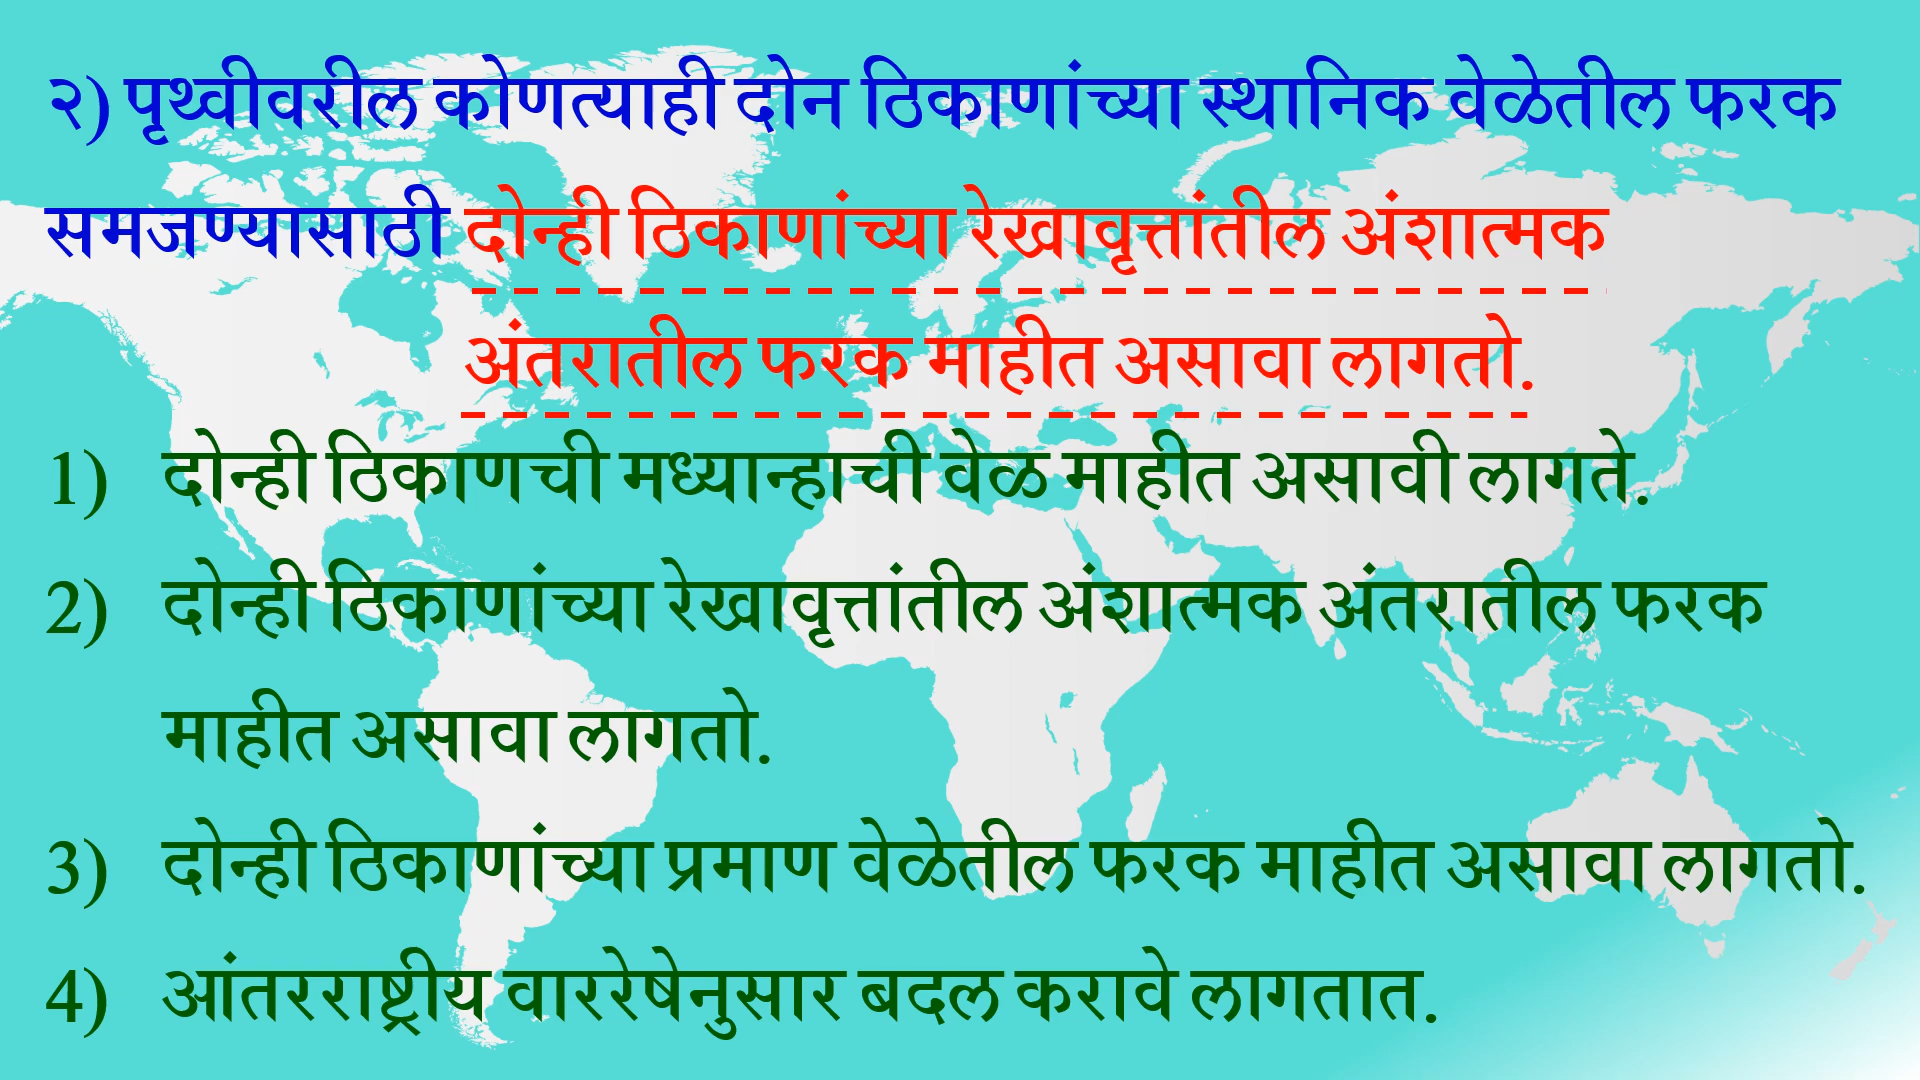 २) पृथ्वीवरील कोणत्याही दोन ठिकाणांच्या स्थानिक वेळेतील फरक
समजण्यासाठी दोन्ही ठिकाणांच्या रेखावृत्तांतील अंशात्मक
अंतरातील फरक माहीत असावा लागतो.
1) दोन्ही ठिकाणची मध्यान्हाची वेळ माहीत असावी लागते.
2) दोन्ही ठिकाणांच्या रेखावृत्तांतील अंशात्मक अंतरातील फरक
माहीत असावा लागतो.
3) दोन्ही ठिकाणांच्या प्रमाण वेळेतील फरक माहीत असावा लागतो.
4) आंतरराष्ट्रीय वाररेषेनुसार बदल करावे लागतात.